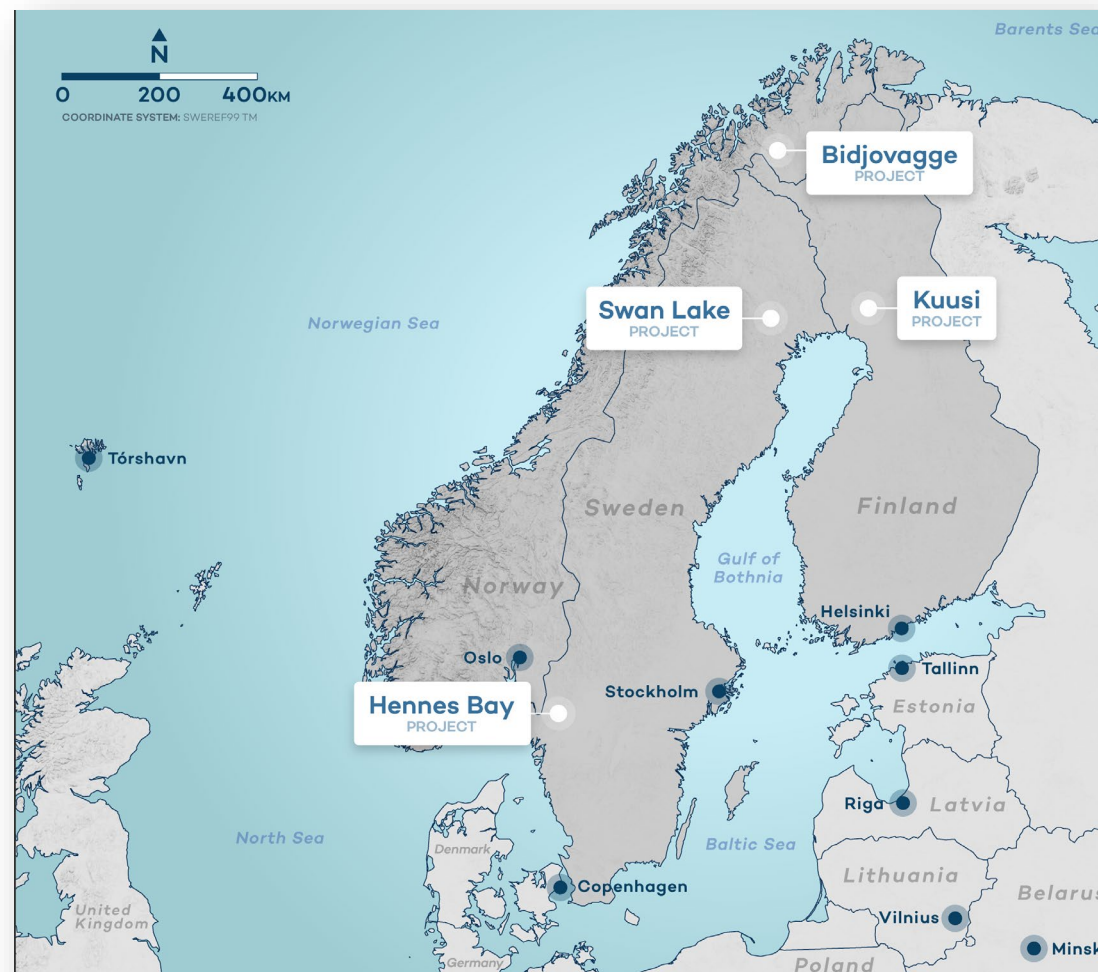 Barents Sea
N
0 200 400KM
COORDINATE SYSTEM: SWEREF99 TM
Bidjovagge
PROJECT
Swan Lake
PROJECT
Kuusi
PROJECT
Norwegian Sea
Tórshavn
Sweden
Finland
Gulf of
Bothnia
Norway
Helsinki
Oslo
Tallinn
Stockholm
Hennes Bay
PROJECT
Estonia
Riga
Latvia
North Sea
Baltic Sea
Denmark
Lithuania
Copenhagen
Belarus
United
Kingdom
Vilnius
Minsk
Germany
Poland